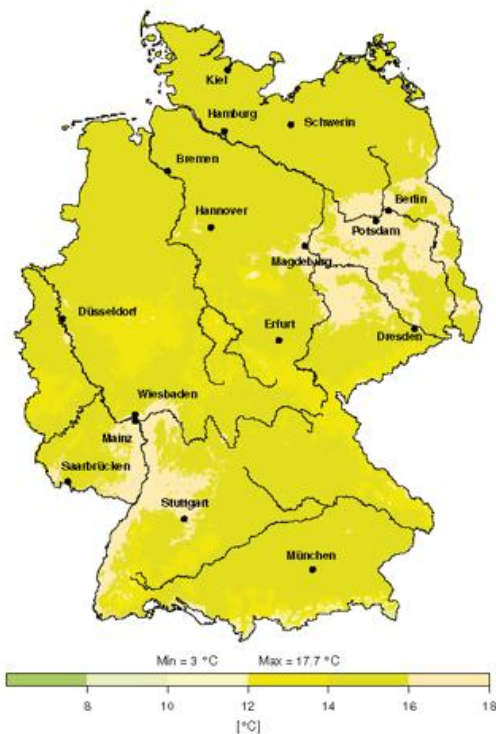 Kiel
Hamburg
Schwerin
Bremen
Berlin
Hannover
Potsdam
Magdeburg
Düsseldorf
Erfurt
Dresden
Wiesbaden
Mainz
Saarbrücken
Stuttgart
München
Min = 3 °C Max = 17.7 °C
8 10 12 14 16 18
[°C]